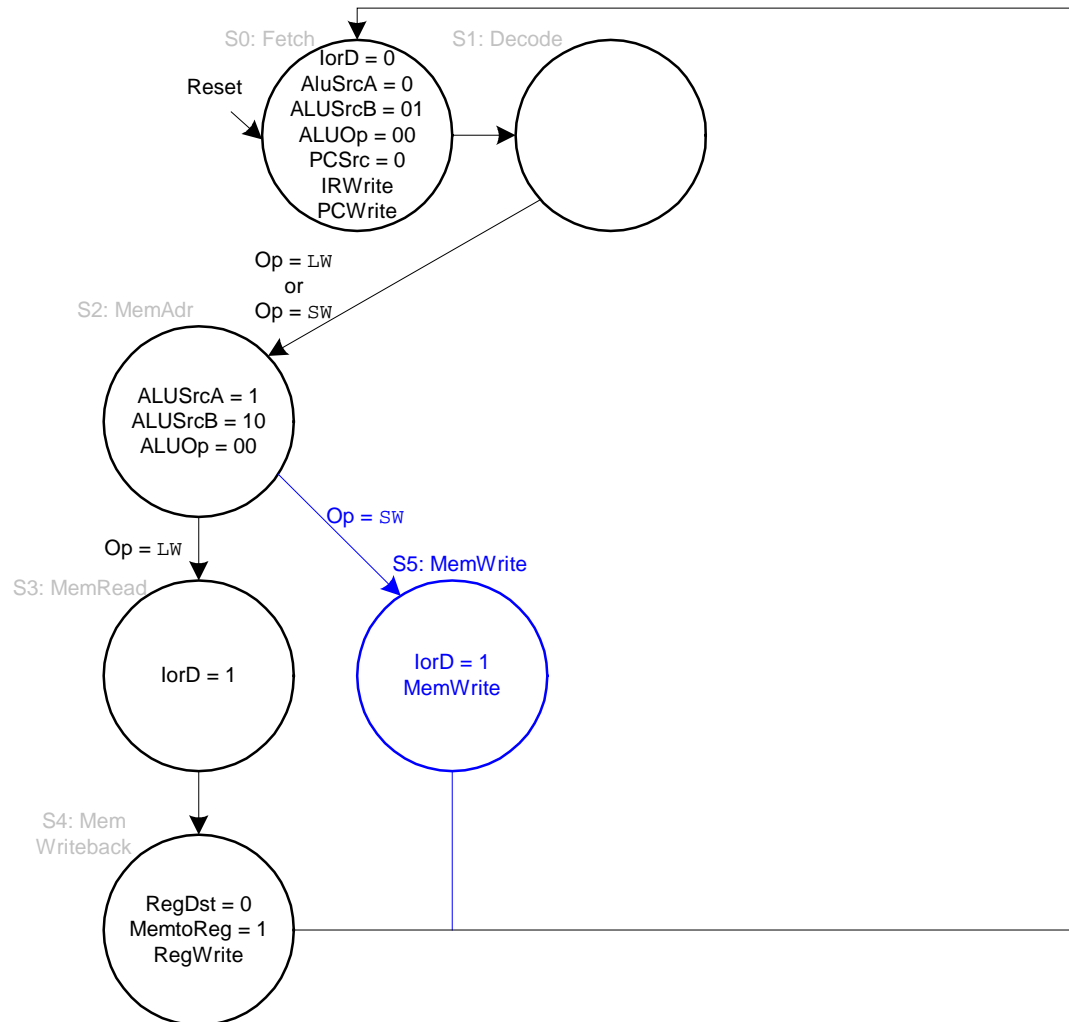 S0: Fetch
S1: Decode
Reset
IorD = 0
AluSrcA = 0
ALUSrcB = 01
ALUOp = 00
PCSrc = 0
IRWrite
PCWrite
Op = LW
or
Op = SW
S2: MemAdr
ALUSrcA = 1
ALUSrcB = 10
ALUOp = 00
Op = SW
Op = LW
S5: MemWrite
S3: MemRead
IorD = 1
IorD = 1
MemWrite
S4: Mem
Writeback
RegDst = 0
MemtoReg = 1
RegWrite